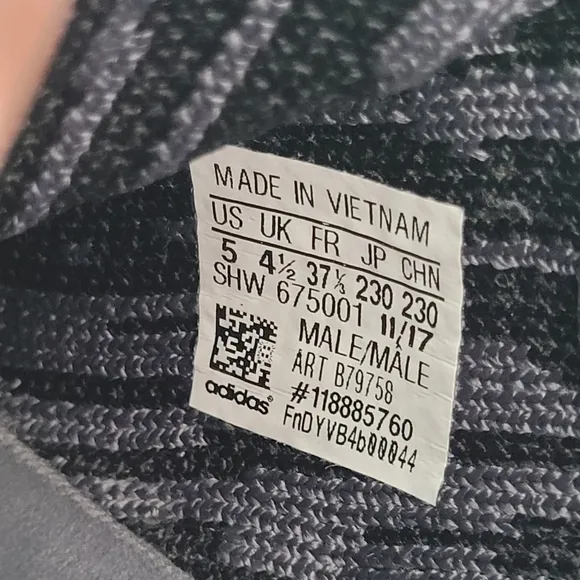 MADE IN VIETNAM
US UK FR JP CHN
5 4½ 37⅓ 230 230
SHW 675001 11/17
MALE/MÂLE
ART B79758
#118885760
adidas FnDYVB4b00044